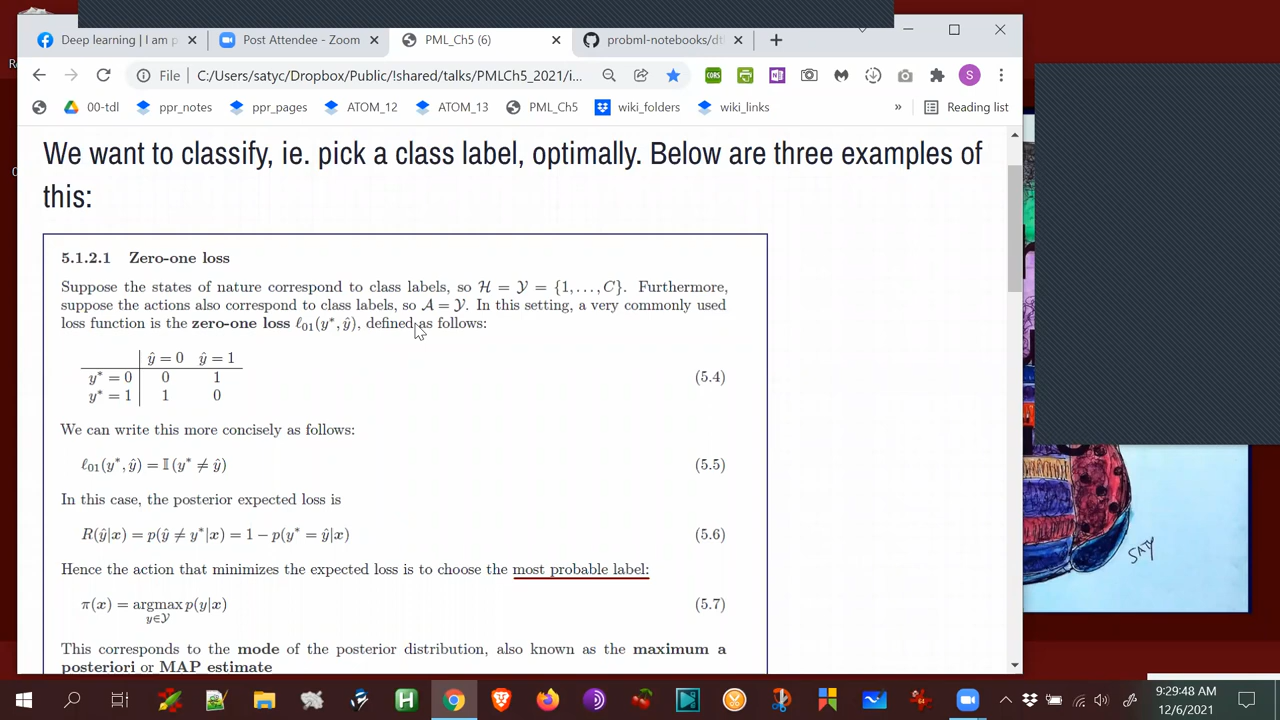 Deep learning | I am p
Post Attendee - Zoom
PML_Ch5 (6)
probml-notebooks/dt
File
C:/Users/satyc/Dropbox/Public/!shared/talks/PMLCh5_2021/i...
CORS
S
00-tdl
ppr_notes
ppr_pages
ATOM_12
ATOM_13
PML_Ch5
wiki_folders
wiki_links
»
Reading list
We want to classify, ie. pick a class label, optimally. Below are three examples of
this:
5.1.2.1 Zero-one loss
Suppose the states of nature correspond to class labels, so ℋ = 𝒴 = {1, . . . , C}. Furthermore,
suppose the actions also correspond to class labels, so 𝒜 = 𝒴. In this setting, a very commonly used
loss function is the zero-one loss ℓ₀₁(y*, ŷ), defined as follows:
ŷ = 0 ŷ = 1
y* = 0 0 1
y* = 1 1 0
(5.4)
We can write this more concisely as follows:
ℓ₀₁(y*, ŷ) = 𝕀 (y* ≠ ŷ) (5.5)
In this case, the posterior expected loss is
R(ŷ|x) = p(ŷ ≠ y*|x) = 1 − p(y* = ŷ|x) (5.6)
Hence the action that minimizes the expected loss is to choose the most probable label:
π(x) = argmax p(y|x) (5.7)
y∈𝒴
This corresponds to the mode of the posterior distribution, also known as the maximum a
posteriori or MAP estimate
SATY
9:29:48 AM
12/6/2021